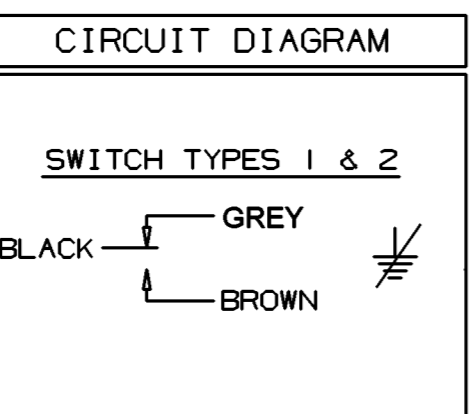 CIRCUIT DIAGRAM
SWITCH TYPES 1 & 2
GREY
BLACK
BROWN